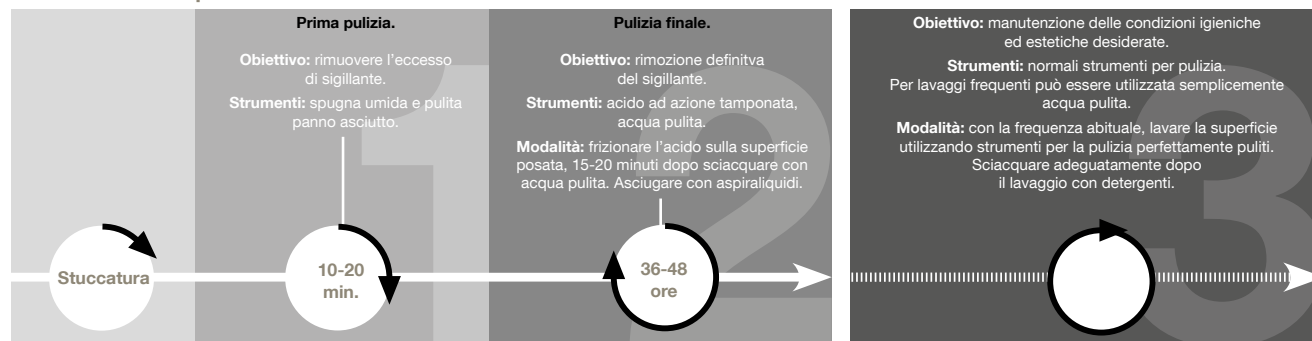 Prima pulizia.
Obiettivo: rimuovere l'eccesso
di sigillante.
Strumenti: spugna umida e pulita
panno asciutto.
Pulizia finale.
Obiettivo: rimozione definitva
del sigillante.
Strumenti: acido ad azione tamponata,
acqua pulita.
Modalità: frizionare l'acido sulla superficie
posata, 15-20 minuti dopo sciacquare con
acqua pulita. Asciugare con aspiraliquidi.
Obiettivo: manutenzione delle condizioni igieniche
ed estetiche desiderate.
Strumenti: normali strumenti per pulizia.
Per lavaggi frequenti può essere utilizzata semplicemente
acqua pulita.
Modalità: con la frequenza abituale, lavare la superficie
utilizzando strumenti per la pulizia perfettamente puliti.
Sciacquare adeguatamente dopo
il lavaggio con detergenti.
1
2
3
Stuccatura
10-20
min.
36-48
ore